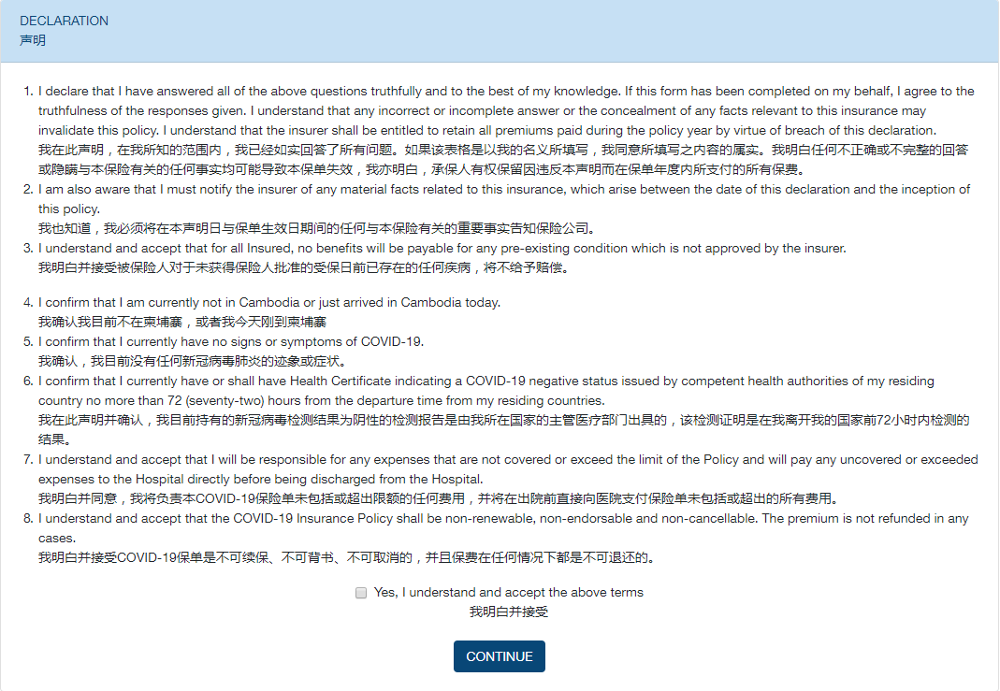 DECLARATION
声明
1. I declare that I have answered all of the above questions truthfully and to the best of my knowledge. If this form has been completed on my behalf, I agree to the
truthfulness of the responses given. I understand that any incorrect or incomplete answer or the concealment of any facts relevant to this insurance may
invalidate this policy. I understand that the insurer shall be entitled to retain all premiums paid during the policy year by virtue of breach of this declaration.
我在此声明，在我所知的范围内，我已经如实回答了所有问题。如果该表格是以我的名义所填写，我同意所填写之内容的属实。我明白任何不正确或不完整的回答
或隐瞒与本保险有关的任何事实均可能导致本保单失效，我亦明白，承保人有权保留因违反本声明而在保单年度内所支付的所有保费。
2. I am also aware that I must notify the insurer of any material facts related to this insurance, which arise between the date of this declaration and the inception of
this policy.
我也知道，我必须将在本声明日与保单生效日期间的任何与本保险有关的重要事实告知保险公司。
3. I understand and accept that for all Insured, no benefits will be payable for any pre-existing condition which is not approved by the insurer.
我明白并接受被保险人对于未获得保险人批准的受保日前已存在的任何疾病，将不给予赔偿。
4. I confirm that I am currently not in Cambodia or just arrived in Cambodia today.
我确认我目前不在柬埔寨，或者我今天刚到柬埔寨
5. I confirm that I currently have no signs or symptoms of COVID-19.
我确认，我目前没有任何新冠病毒肺炎的迹象或症状。
6. I confirm that I currently have or shall have Health Certificate indicating a COVID-19 negative status issued by competent health authorities of my residing
country no more than 72 (seventy-two) hours from the departure time from my residing countries.
我在此声明并确认，我目前持有的新冠病毒检测结果为阴性的检测报告是由我所在国家的主管医疗部门出具的，该检测证明是在我离开我的国家前72小时内检测的
结果。
7. I understand and accept that I will be responsible for any expenses that are not covered or exceed the limit of the Policy and will pay any uncovered or exceeded
expenses to the Hospital directly before being discharged from the Hospital.
我明白并同意，我将负责本COVID-19保险单未包括或超出限额的任何费用，并将在出院前直接向医院支付保险单未包括或超出的所有费用。
8. I understand and accept that the COVID-19 Insurance Policy shall be non-renewable, non-endorsable and non-cancellable. The premium is not refunded in any
cases.
我明白并接受COVID-19保单是不可续保、不可背书、不可取消的，并且保费在任何情况下都是不可退还的。
Yes, I understand and accept the above terms
我明白并接受
CONTINUE